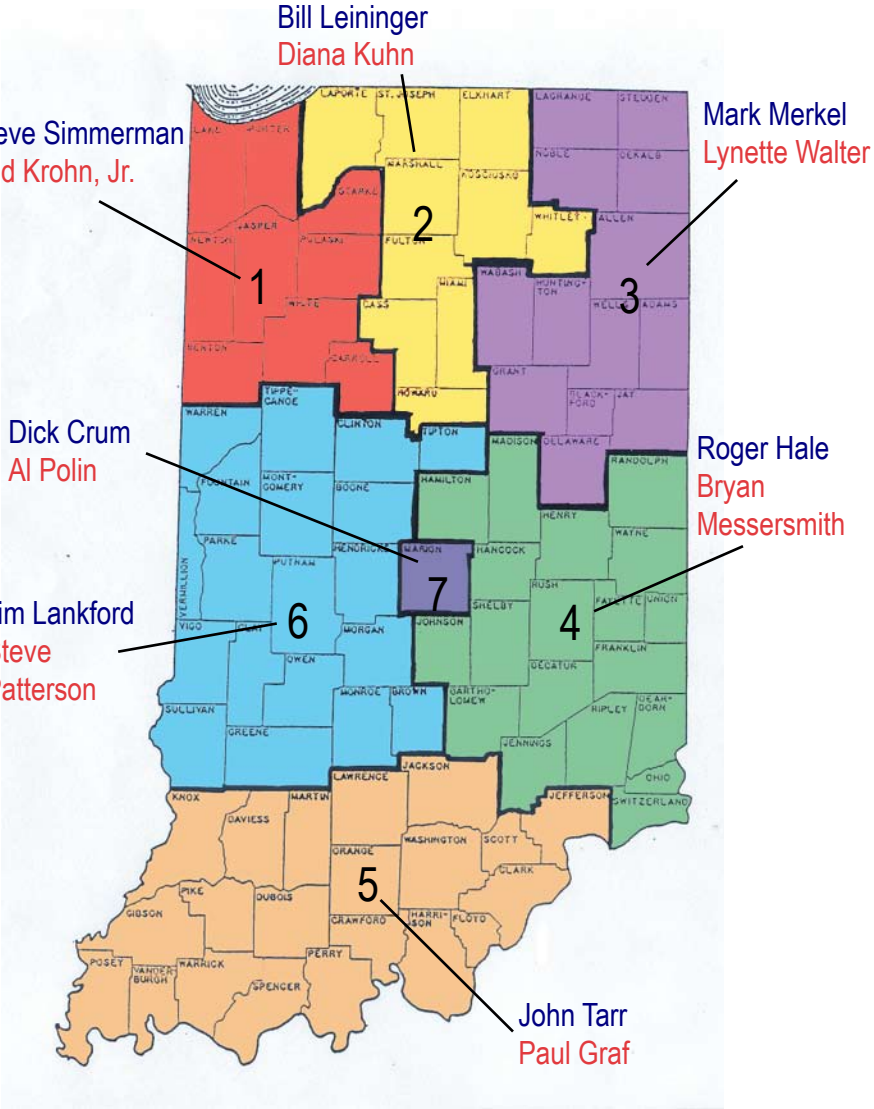 Bill Leininger
Diana Kuhn
eve Simmerman
d Krohn, Jr.
Mark Merkel
Lynette Walter
LAPORTE ST. JOSEPH ELKHART LAGRANGE STEUBEN
LAKE PORTER
NOBLE DEKALB
MARSHALL
KOSCIUSKO
STARKE
2
WHITLEY ALLEN
JASPER
NEWTON PULASKI FULTON
WABASH HUNTING-
TON
1
MIAMI
3
WHITE CASS WELLS ADAMS
BENTON CARROLL
GRANT
HOWARD
BLACK-
FORD JAY
TIPPE-
CANOE
WARREN CLINTON TIPTON
MADISON DELAWARE
Dick Crum
Al Polin
RANDOLPH
Roger Hale
Bryan
Messersmith
FOUNTAIN MONT-
GOMERY BOONE HAMILTON
HENRY
WAYNE
PARKE HENDRICKS MARION HANCOCK
VERMILLION
PUTNAM
7
RUSH
FAYETTE UNION
SHELBY
im Lankford
Steve
Patterson
VIGO CLAY
6
MORGAN JOHNSON
4
FRANKLIN
OWEN DECATUR
SULLIVAN MONROE BROWN BARTHO-
LOMEW
RIPLEY DEAR-
BORN
GREENE
JENNINGS
OHIO
KNOX MARTIN LAWRENCE JACKSON JEFFERSON SWITZERLAND
DAVIESS
WASHINGTON SCOTT
ORANGE
CLARK
5
PIKE DUBOIS
GIBSON CRAWFORD HARRI-
SON FLOYD
POSEY VANDER-
BURGH WARRICK PERRY
SPENCER
John Tarr
Paul Graf